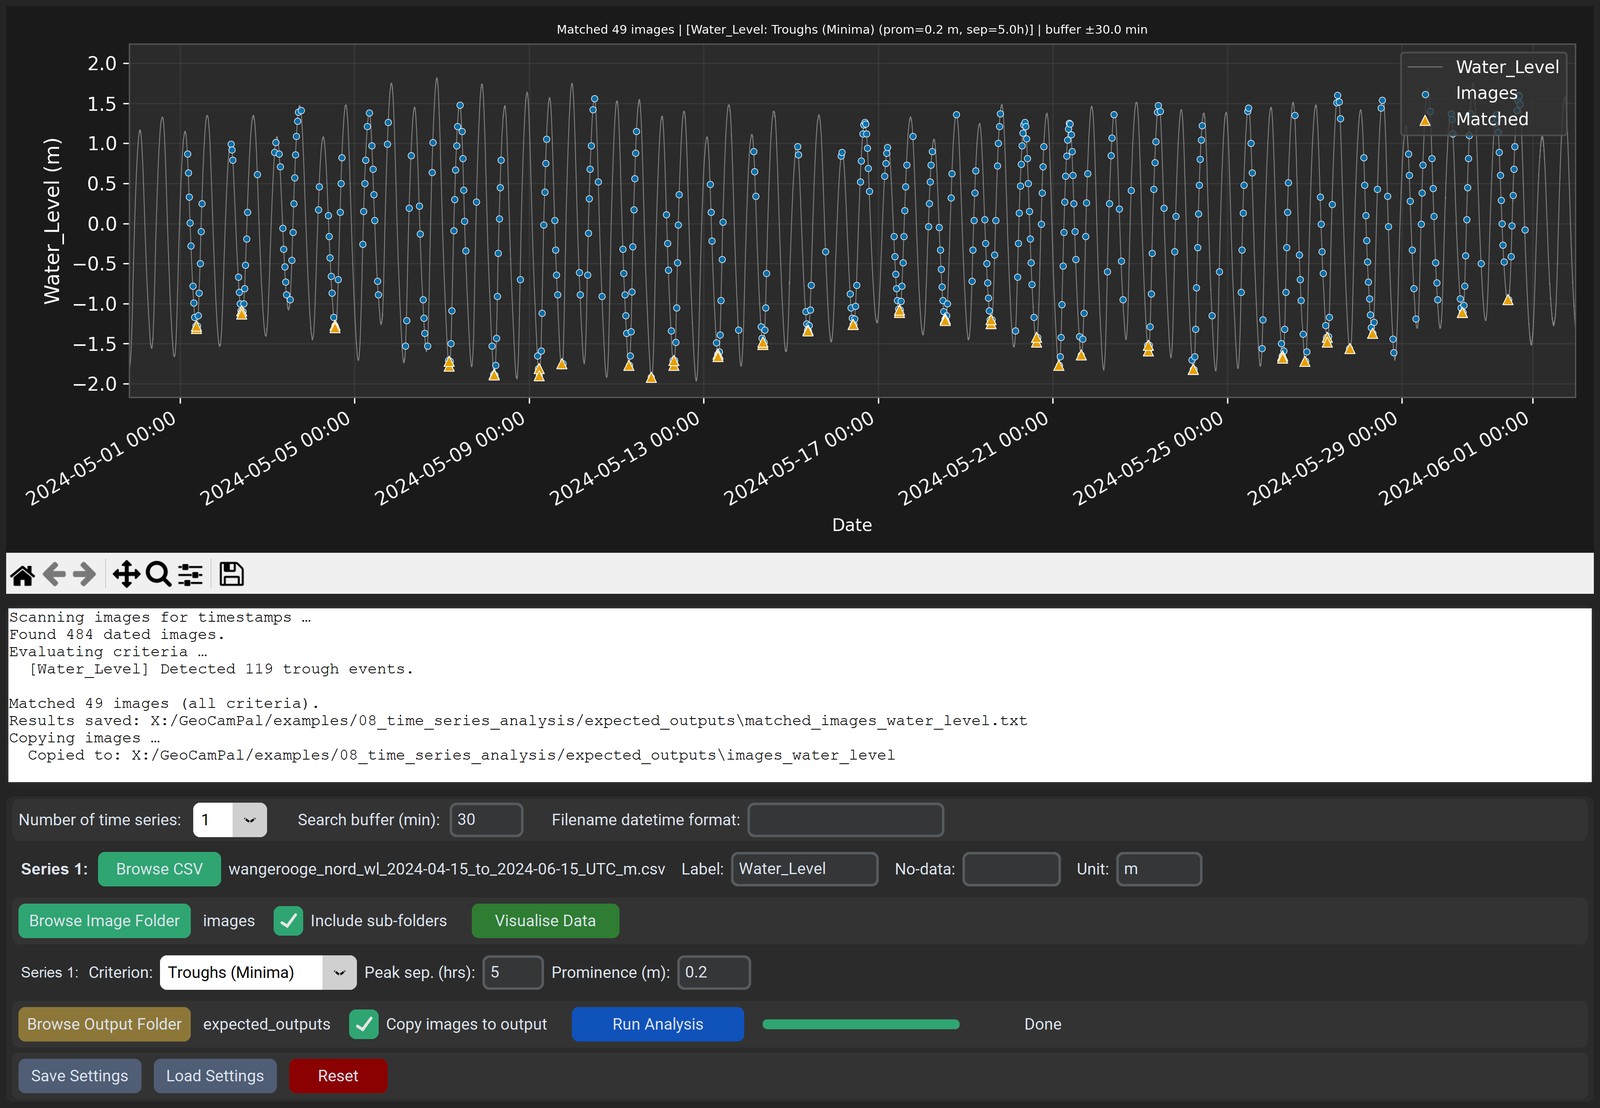 Matched 49 images | [Water_Level: Troughs (Minima) (prom=0.2 m, sep=5.0h)] | buffer ±30.0 min
Water_Level
Images
Matched
2.0
1.5
1.0
0.5
0.0
−0.5
−1.0
−1.5
−2.0
Water_Level (m)
2024-05-01 00:00
2024-05-05 00:00
2024-05-09 00:00
2024-05-13 00:00
2024-05-17 00:00
2024-05-21 00:00
2024-05-25 00:00
2024-05-29 00:00
2024-06-01 00:00
Date
Scanning images for timestamps …
Found 484 dated images.
Evaluating criteria …
[Water_Level] Detected 119 trough events.
Matched 49 images (all criteria).
Results saved: X:/GeoCamPal/examples/08_time_series_analysis/expected_outputs\matched_images_water_level.txt
Copying images …
Copied to: X:/GeoCamPal/examples/08_time_series_analysis/expected_outputs\images_water_level
Number of time series: 1 Search buffer (min): 30 Filename datetime format:
Series 1: Browse CSV wangerooge_nord_wl_2024-04-15_to_2024-06-15_UTC_m.csv Label: Water_Level No-data: Unit: m
Browse Image Folder images Include sub-folders Visualise Data
Series 1: Criterion: Troughs (Minima) Peak sep. (hrs): 5 Prominence (m): 0.2
Browse Output Folder expected_outputs Copy images to output Run Analysis Done
Save Settings Load Settings Reset